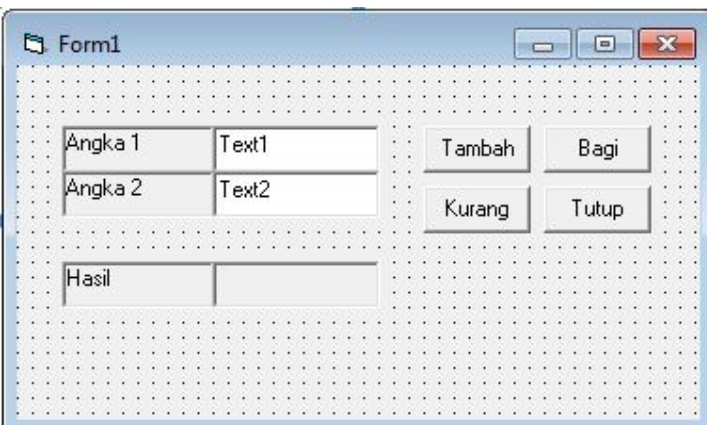 Form1
Angka 1 Text1 Tambah Bagi
Angka 2 Text2 Kurang Tutup
Hasil